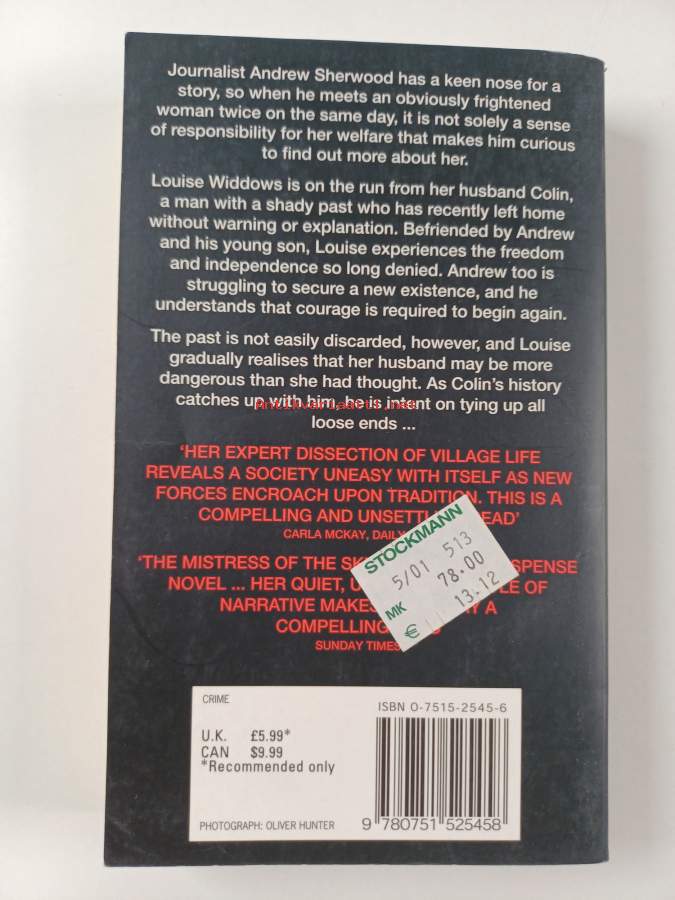 Journalist Andrew Sherwood has a keen nose for a
story, so when he meets an obviously frightened
woman twice on the same day, it is not solely a sense
of responsibility for her welfare that makes him curious
to find out more about her.
Louise Widdows is on the run from her husband Colin,
a man with a shady past who has recently left home
without warning or explanation. Befriended by Andrew
and his young son, Louise experiences the freedom
and independence so long denied. Andrew too is
struggling to secure a new existence, and he
understands that courage is required to begin again.
The past is not easily discarded, however, and Louise
gradually realises that her husband may be more
dangerous than she had thought. As Colin's history
catches up with him, he is intent on tying up all
Antikvariaatti.net
loose ends ...
'HER EXPERT DISSECTION OF VILLAGE LIFE
REVEALS A SOCIETY UNEASY WITH ITSELF AS NEW
FORCES ENCROACH UPON TRADITION. THIS IS A
COMPELLING AND UNSETTL EAD'
CARLA MCKAY, DAILY
'THE MISTRESS OF THE SK SPENSE
NOVEL ... HER QUIET, U LE OF
NARRATIVE MAKES Y A
COMPELLING
SUNDAY TIMES
STOCKMANN
5/01 513
MK 78.00
€ 13.12
CRIME
U.K. £5.99*
CAN $9.99
*Recommended only
PHOTOGRAPH: OLIVER HUNTER
ISBN 0-7515-2545-6
9 780751 525458